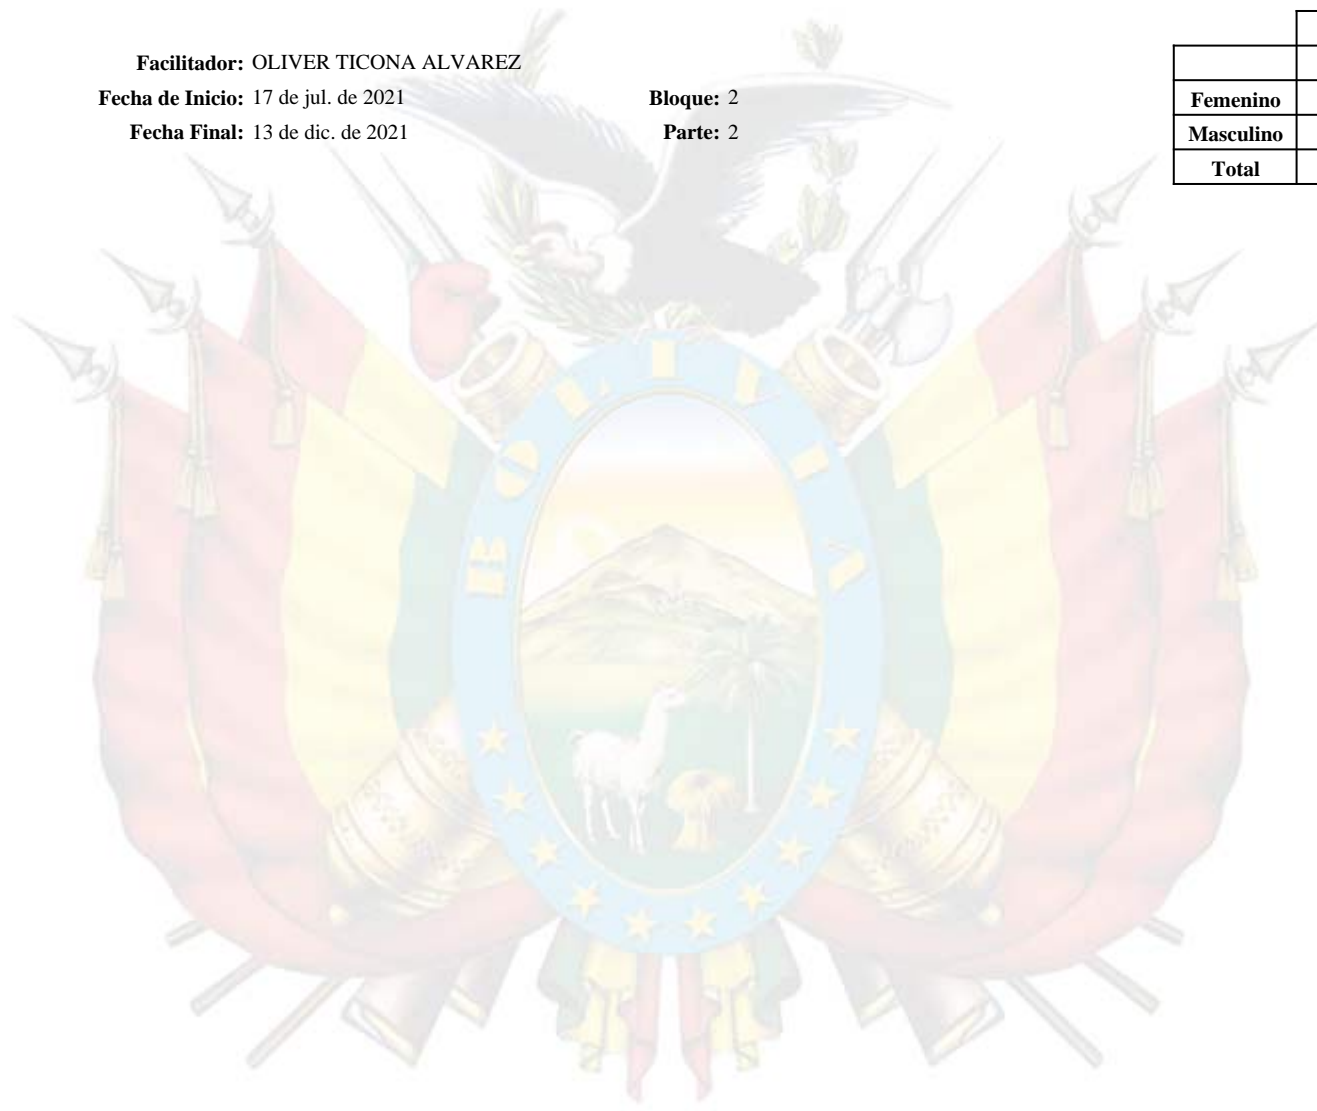 Facilitador: OLIVER TICONA ALVAREZ
Fecha de Inicio: 17 de jul. de 2021 Bloque: 2
Fecha Final: 13 de dic. de 2021 Parte: 2
Femenino
Masculino
Total
BOLIVIA